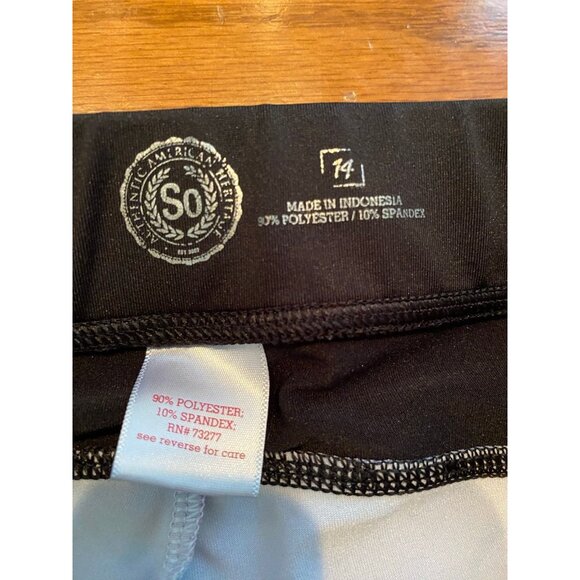 AUTHENTIC AMERICAN HERITAGE
So
14
MADE IN INDONESIA
90% POLYESTER / 10% SPANDEX
90% POLYESTER;
10% SPANDEX;
RN# 73277
see reverse for care